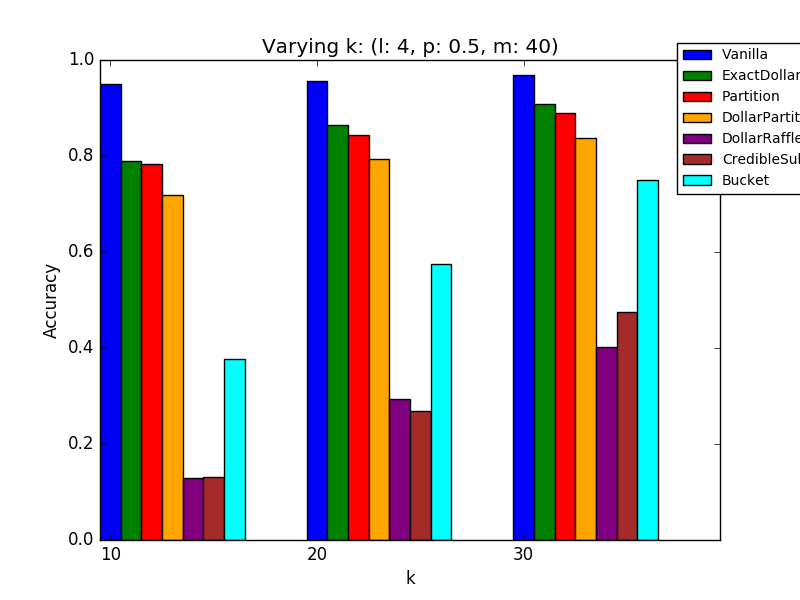 Varying k: (l: 4, p: 0.5, m: 40)
1.0
0.8
0.6
0.4
0.2
0.0
Accuracy
10
20
30
k
Vanilla
ExactDollar
Partition
DollarPartit
DollarRaffle
CredibleSul
Bucket